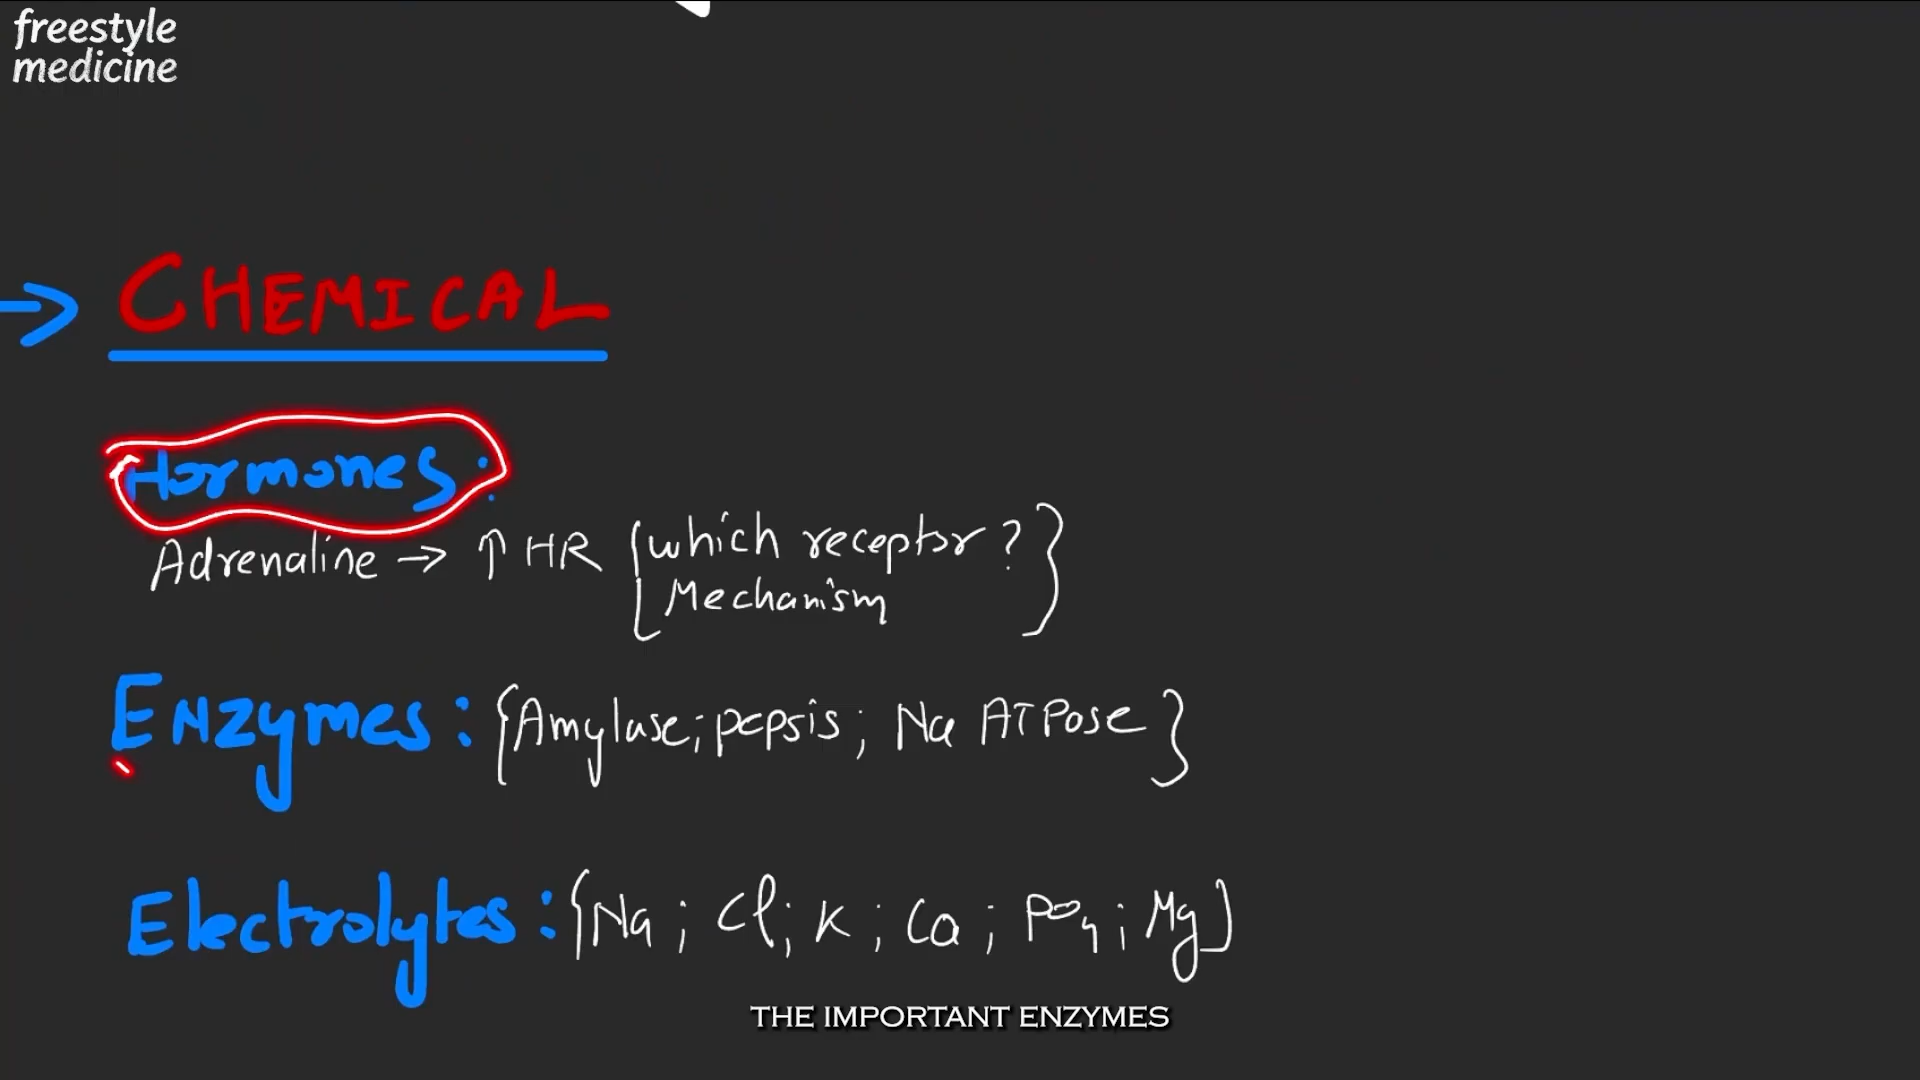 freestyle
medicine
→ CHEMICAL
Hormones:
Adrenaline → ↑ HR {which receptor?
Mechanism}
Enzymes: {Amylase; pepsis; Na ATPase}
Electrolytes: {Na; Cl; K; Ca; PO4; Mg}
THE IMPORTANT ENZYMES